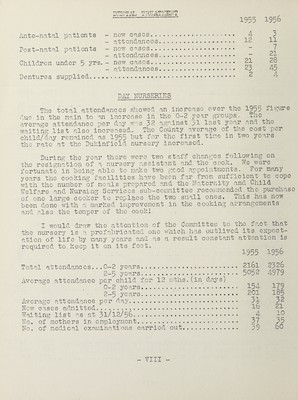 DENTAL TREATMENT
1955 1956
Ante-natal patients - new cases................ 4 3
- attendances............. 12 11
Post-natal patients - new cases................ - 7
- attendances............. - 21
Children under 5 yrs.- new cases................ 21 28
- attendances............. 23 45
Dentures supplied........................ 2 4
DAY NURSERIES
The total attendances showed an increase over the 1955 figure
due in the main to an increase in the 0-2 year groups. The
average attendance per day was 32 against 31 last year and the
waiting list also increased. The County average of the cost per
child/day remained as 1955 but for the first time in two years
the rate at the Dukinfield nursery increased.
During the year there were two staff changes following on
the resignation of a nursery assistant and the cook. We were
fortunate in being able to make two good appointments. For many
years the cooking facilities have been far from sufficient to cope
with the number of meals prepared and the Maternity and Child
Welfare and Nursing Services Sub-committee recommended the purchase
of one large cooker to replace the two small ones. This has now
been done with a marked improvement in the cooking arrangements
and also the temper of the cook!
I would draw the attention of the Committee to the fact that
the nursery is a prefabricated one which has outlived its expect-
ation of life by many years and as a result constant attention is
required to keep it on its foot.
1955 1956
Total attendances...0-2 years................ 2161 2326
2-5 years................ 5052 4979
Average attendance per child for 12 mths.(in days)
0-2 years................ 154 179
2-5 years................ 201 186
Average attendance per day................ 31 32
New cases admitted................ 16 21
Waiting list as at 31/12/56................ 4 10
No. of mothers in employment................ 37 35
No. of medical examinations carried out................ 39 60
- VIII -